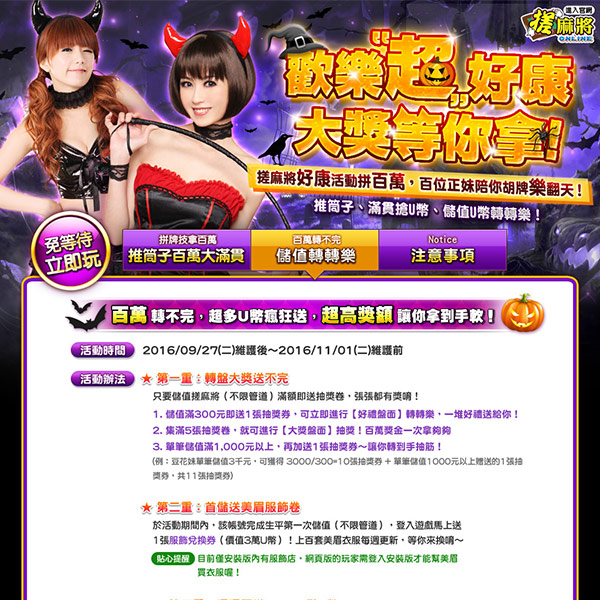 進入官網
搓麻將
ONLINE
歡樂“超”好康
大獎等你拿!
搓麻將好康活動拼百萬，百位正妹陪你胡牌樂翻天！
推筒子、滿貫搶U幣、儲值U幣轉轉樂！
免等待
立即玩
拼牌技拿百萬
推筒子百萬大滿貫
百萬轉不完
儲值轉轉樂
Notice
注意事項
百萬 轉不完，超多U幣瘋狂送，超高獎額 讓你拿到手軟！
活動時間 2016/09/27(二)維護後～2016/11/01(二)維護前
活動辦法 ★ 第一重：轉盤大獎送不完
只要儲值搓麻將（不限管道）滿額即送抽獎卷，張張都有獎唷！
1. 儲值滿300元即送1張抽獎券，可立即進行【好禮盤面】轉轉樂，一堆好禮送給你！
2. 集滿5張抽獎卷，就可進行【大獎盤面】抽獎！百萬獎金一次拿夠夠
3. 單筆儲值滿1,000元以上，再加送1張抽獎券～讓你轉到手抽筋！
(例：豆花妹單筆儲值3千元，可獲得 3000/300=10張抽獎券 + 單筆儲值1000元以上贈送的1張抽
獎券，共11張抽獎券)
★ 第二重：首儲送美眉服飾卷
於活動期間內，該帳號完成生平第一次儲值（不限管道），登入遊戲馬上送
1張服飾兌換券（價值3萬U幣）！上百套美眉衣服每週更新，等你來換唷～
貼心提醒 目前僅安裝版內有服飾店，網頁版的玩家需登入安裝版才能幫美眉
買衣服喔！